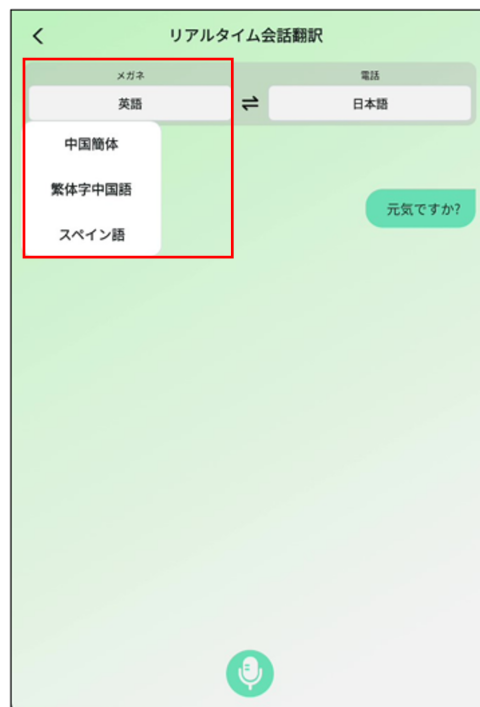 リアルタイム会話翻訳
メガネ
電話
英語
日本語
中国簡体
繁体字中国語
元気ですか?
スペイン語